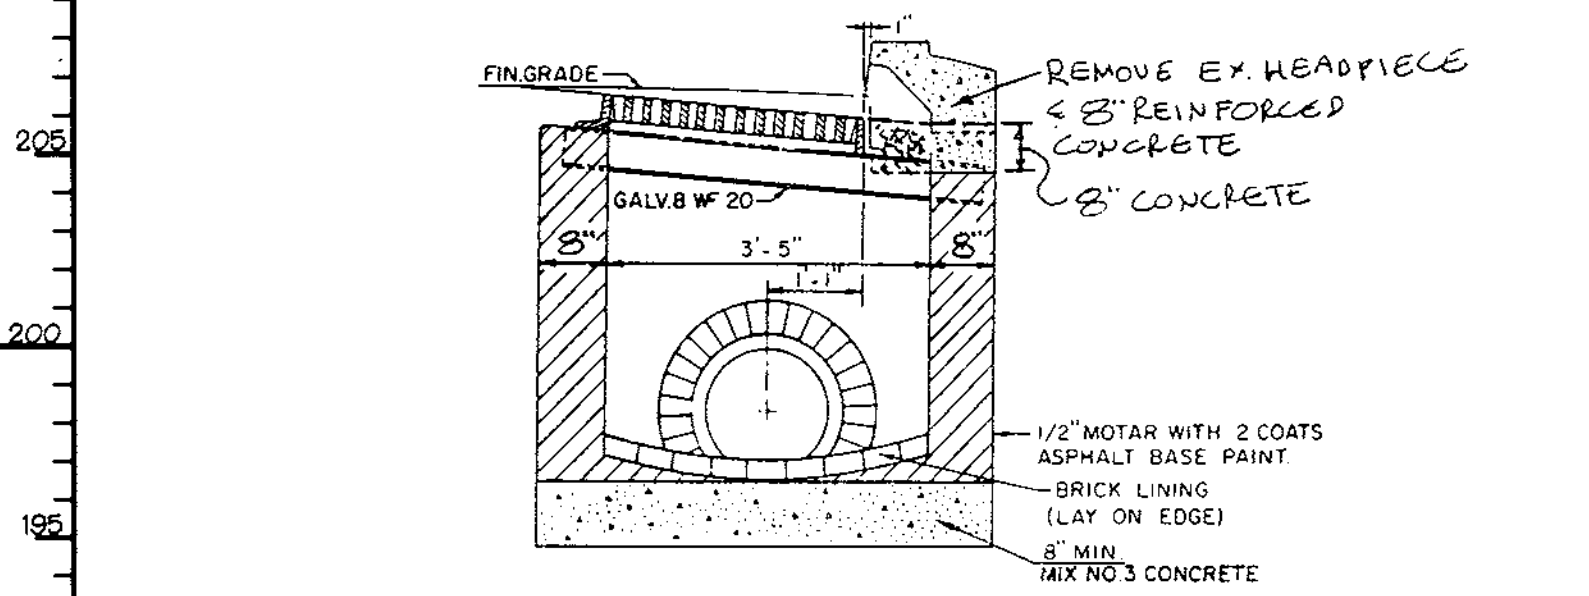 1"
FIN.GRADE
REMOVE EX. HEADPIECE
& 8" REINFORCED
CONCRETE
8" CONCRETE
205
GALV. 8 WF 20
8"
3'-5"
8"
1'-1"
200
1/2" MOTAR WITH 2 COATS
ASPHALT BASE PAINT.
BRICK LINING
(LAY ON EDGE)
195
8" MIN.
MIX NO.3 CONCRETE